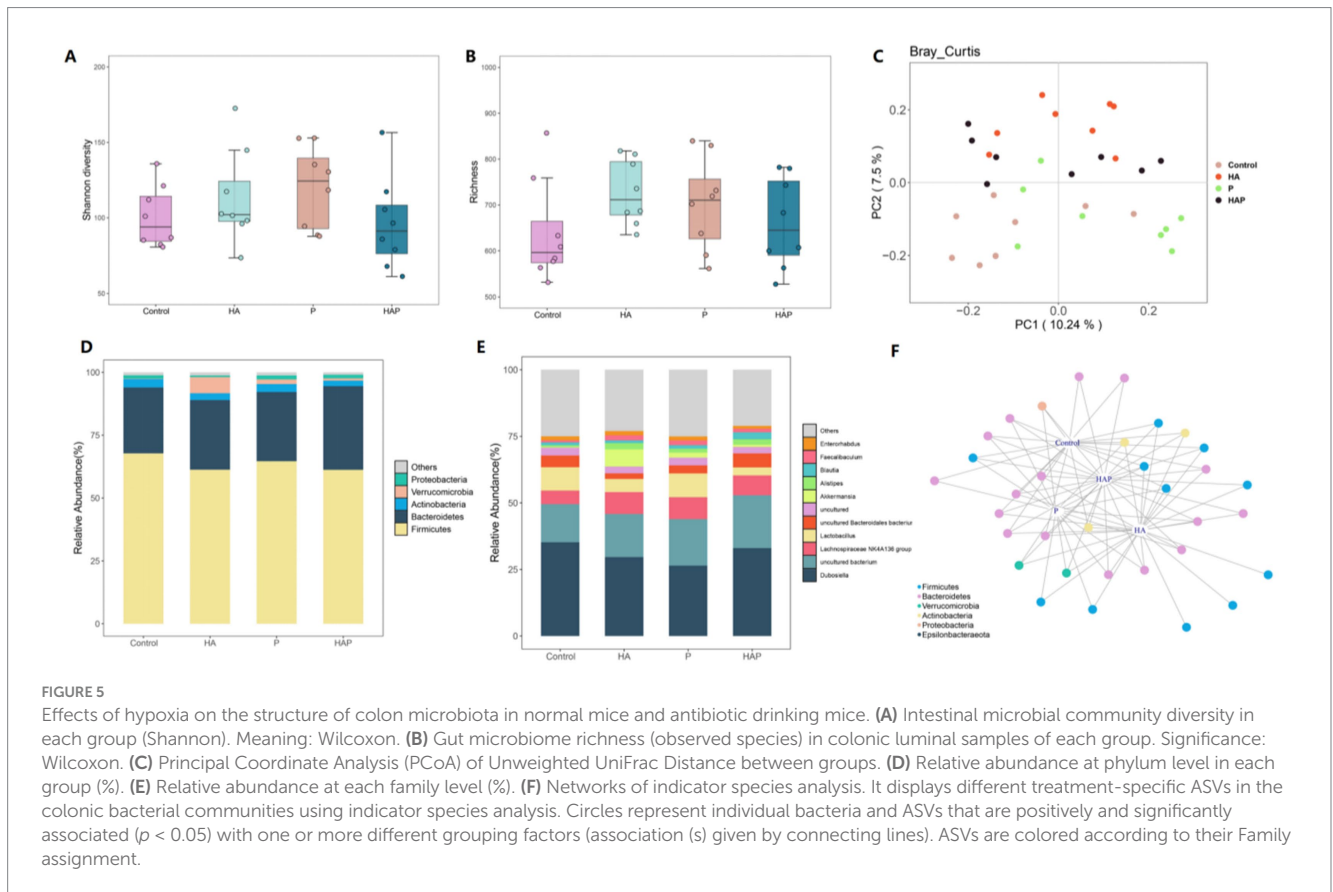 A
200
150
100
50
Shannon diversity
Control
HA
P
HAP
B
1000
900
800
700
600
500
Richness
Control
HA
P
HAP
C
Bray_Curtis
0.2
0.0
−0.2
PC2 ( 7.5 % )
−0.2
0.0
0.2
PC1 ( 10.24 % )
Control
HA
P
HAP
D
100
75
50
25
0
Relative Abundance(%)
Control
HA
P
HAP
Others
Proteobacteria
Verrucomicrobia
Actinobacteria
Bacteroidetes
Firmicutes
E
100
75
50
25
0
Relative Abundance(%)
Control
HA
P
HAP
Others
Enterorhabdus
Faecalibaculum
Blautia
Alistipes
Akkermansia
uncultured
uncultured Bacteroidales bacteriur
Lactobacillus
Lachnospiraceae NK4A136 group
uncultured bacterium
Dubosiella
F
Control
HAP
P
HA
Firmicutes
Bacteroidetes
Verrucomicrobia
Actinobacteria
Proteobacteria
Epsilonbacteraeota
FIGURE 5
Effects of hypoxia on the structure of colon microbiota in normal mice and antibiotic drinking mice. (A) Intestinal microbial community diversity in
each group (Shannon). Meaning: Wilcoxon. (B) Gut microbiome richness (observed species) in colonic luminal samples of each group. Significance:
Wilcoxon. (C) Principal Coordinate Analysis (PCoA) of Unweighted UniFrac Distance between groups. (D) Relative abundance at phylum level in each
group (%). (E) Relative abundance at each family level (%). (F) Networks of indicator species analysis. It displays different treatment-specific ASVs in the
colonic bacterial communities using indicator species analysis. Circles represent individual bacteria and ASVs that are positively and significantly
associated (p < 0.05) with one or more different grouping factors (association (s) given by connecting lines). ASVs are colored according to their Family
assignment.